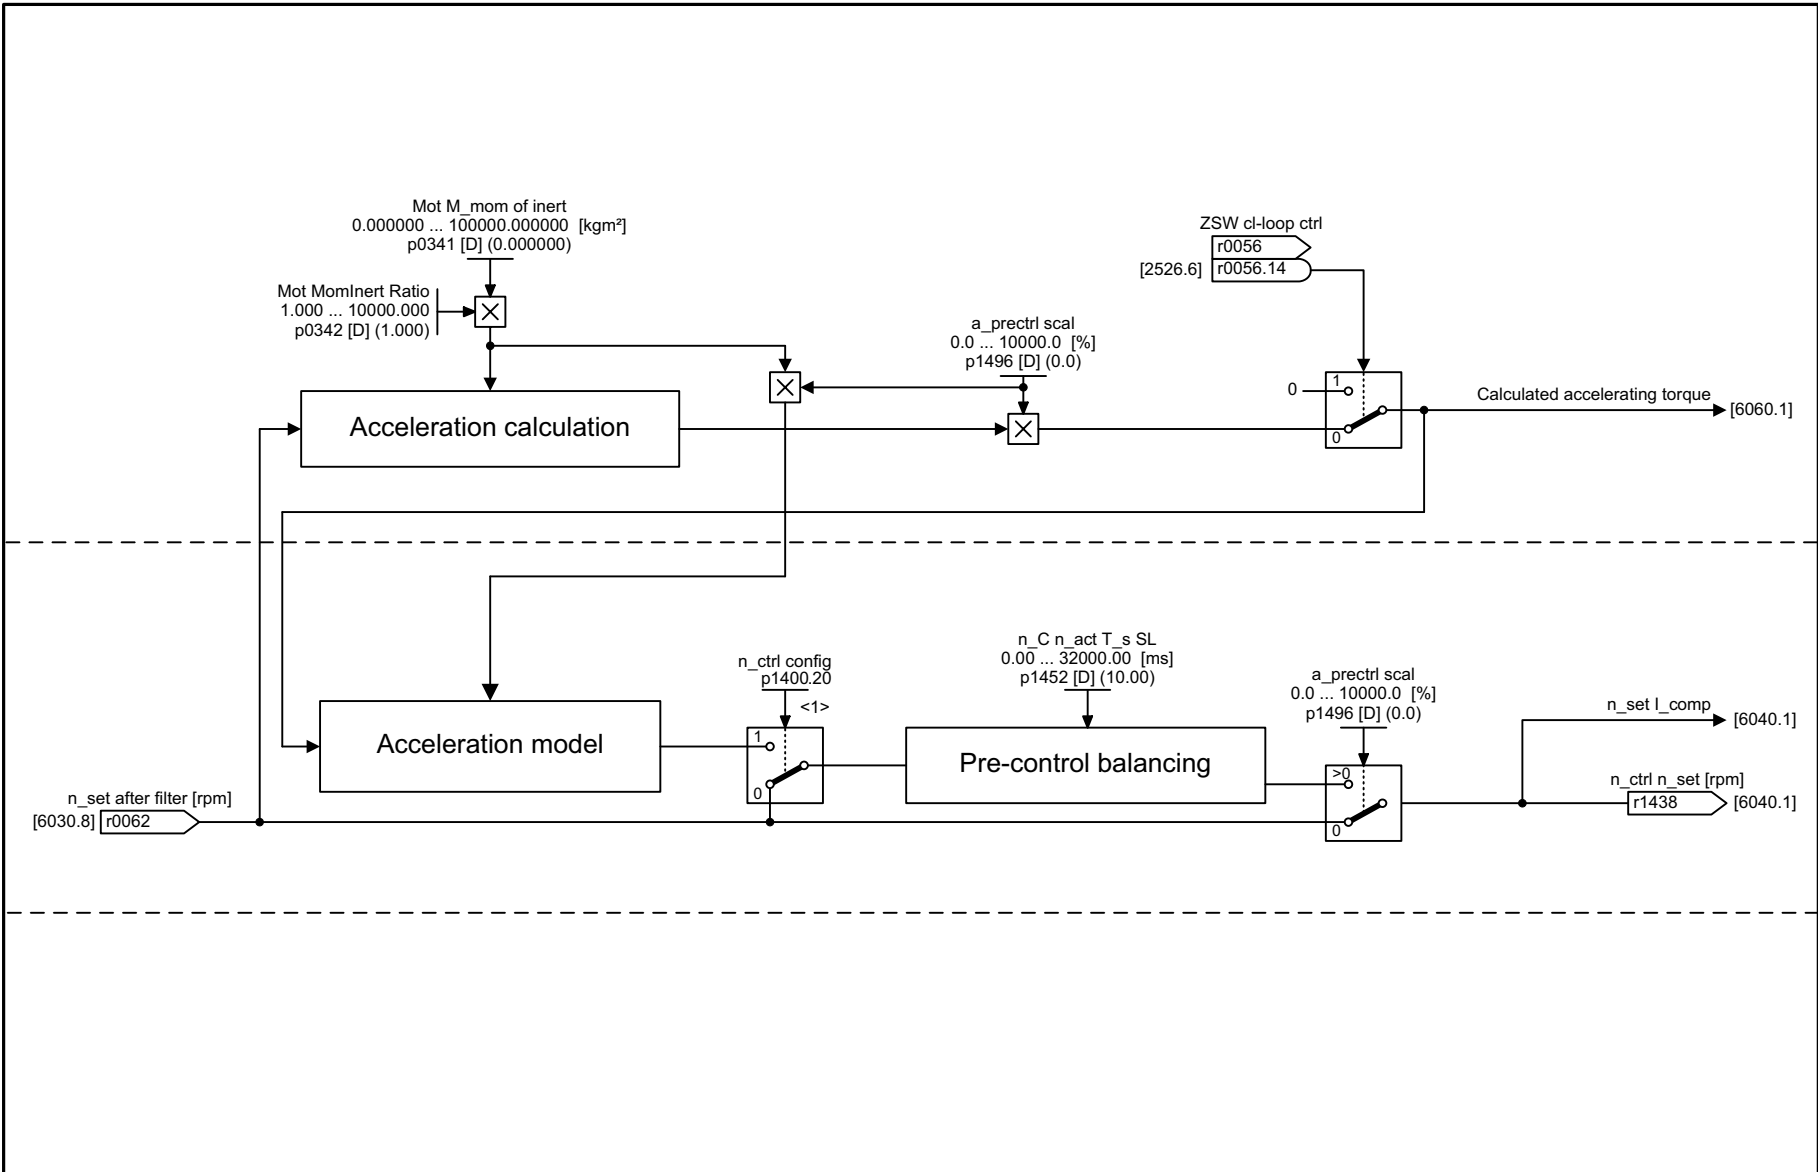 Mot M_mom of inert
0.000000 ... 100000.000000 [kgm²]
p0341 [D] (0.000000)
Mot MomInert Ratio
1.000 ... 10000.000
p0342 [D] (1.000)
ZSW cl-loop ctrl
r0056
[2526.6] r0056.14
a_prectrl scal
0.0 ... 10000.0 [%]
p1496 [D] (0.0)
Acceleration calculation
0
1
0
Calculated accelerating torque
[6060.1]
n_ctrl config
p1400.20
<1>
n_C n_act T_s SL
0.00 ... 32000.00 [ms]
p1452 [D] (10.00)
a_prectrl scal
0.0 ... 10000.0 [%]
p1496 [D] (0.0)
Acceleration model
1
0
Pre-control balancing
>0
0
n_set I_comp
[6040.1]
n_ctrl n_set [rpm]
r1438 [6040.1]
n_set after filter [rpm]
[6030.8] r0062